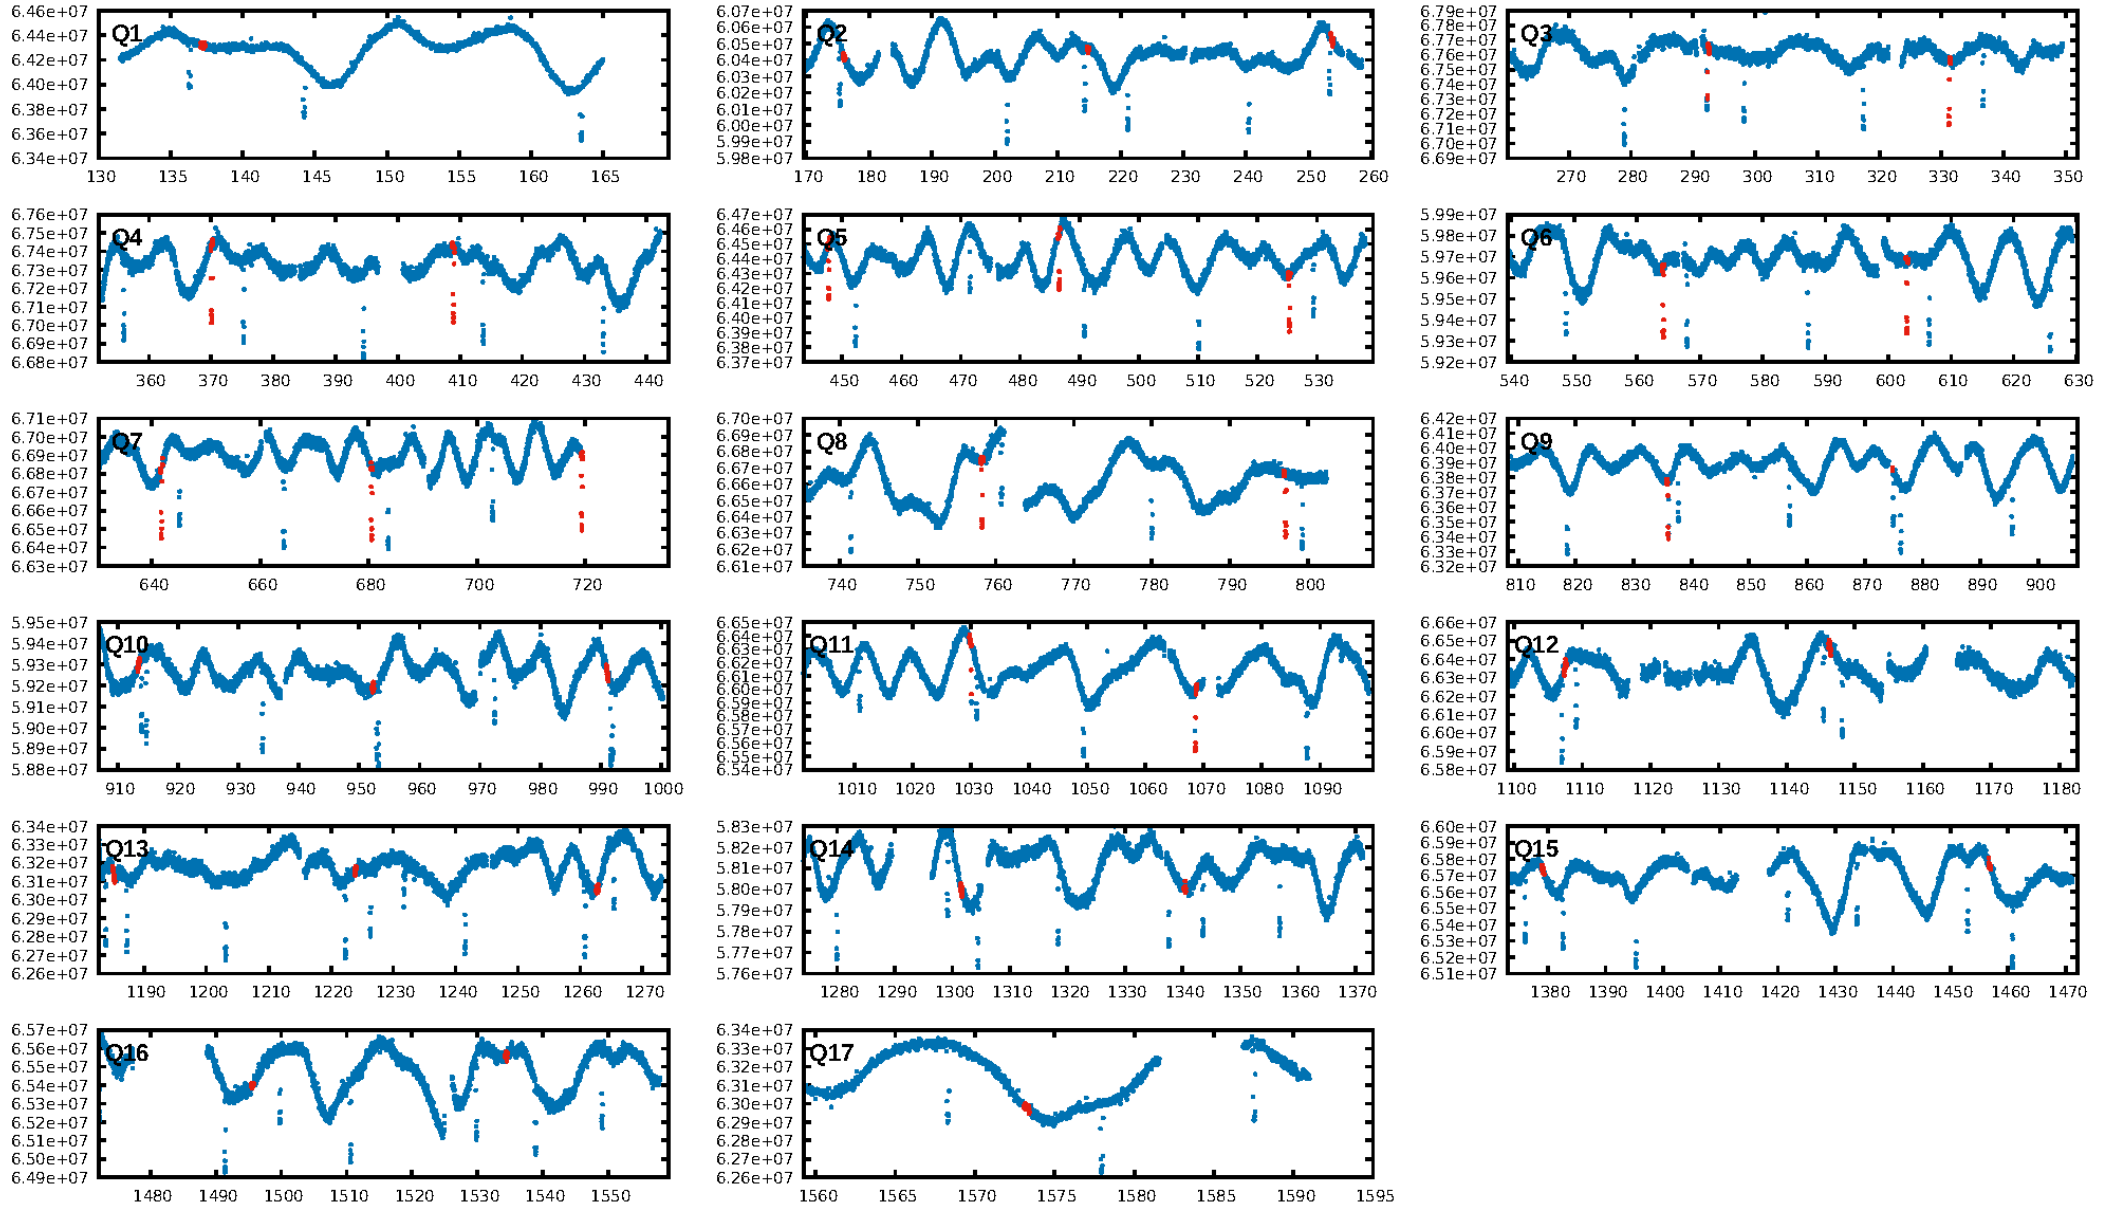 6.46e+07
6.44e+07
6.42e+07
6.40e+07
6.38e+07
6.36e+07
6.34e+07
Q1
130 135 140 145 150 155 160 165
6.07e+07
6.06e+07
6.05e+07
6.04e+07
6.03e+07
6.02e+07
6.01e+07
6.00e+07
5.99e+07
5.98e+07
Q2
170 180 190 200 210 220 230 240 250 260
6.79e+07
6.78e+07
6.77e+07
6.76e+07
6.75e+07
6.74e+07
6.73e+07
6.72e+07
6.71e+07
6.70e+07
6.69e+07
Q3
270 280 290 300 310 320 330 340 350
6.76e+07
6.75e+07
6.74e+07
6.73e+07
6.72e+07
6.71e+07
6.70e+07
6.69e+07
6.68e+07
Q4
360 370 380 390 400 410 420 430 440
6.47e+07
6.46e+07
6.45e+07
6.44e+07
6.43e+07
6.42e+07
6.41e+07
6.40e+07
6.39e+07
6.38e+07
6.37e+07
Q5
450 460 470 480 490 500 510 520 530
5.99e+07
5.98e+07
5.97e+07
5.96e+07
5.95e+07
5.94e+07
5.93e+07
5.92e+07
Q6
540 550 560 570 580 590 600 610 620 630
6.71e+07
6.70e+07
6.69e+07
6.68e+07
6.67e+07
6.66e+07
6.65e+07
6.64e+07
6.63e+07
Q7
640 660 680 700 720
6.70e+07
6.69e+07
6.68e+07
6.67e+07
6.66e+07
6.65e+07
6.64e+07
6.63e+07
6.62e+07
6.61e+07
Q8
740 750 760 770 780 790 800
6.42e+07
6.41e+07
6.40e+07
6.39e+07
6.38e+07
6.37e+07
6.36e+07
6.35e+07
6.34e+07
6.33e+07
6.32e+07
Q9
810 820 830 840 850 860 870 880 890 900
5.95e+07
5.94e+07
5.93e+07
5.92e+07
5.91e+07
5.90e+07
5.89e+07
5.88e+07
Q10
910 920 930 940 950 960 970 980 990 1000
6.65e+07
6.64e+07
6.63e+07
6.62e+07
6.61e+07
6.60e+07
6.59e+07
6.58e+07
6.57e+07
6.56e+07
6.55e+07
6.54e+07
Q11
1010 1020 1030 1040 1050 1060 1070 1080 1090
6.66e+07
6.65e+07
6.64e+07
6.63e+07
6.62e+07
6.61e+07
6.60e+07
6.59e+07
6.58e+07
Q12
1100 1110 1120 1130 1140 1150 1160 1170 1180
6.34e+07
6.33e+07
6.32e+07
6.31e+07
6.30e+07
6.29e+07
6.28e+07
6.27e+07
6.26e+07
Q13
1190 1200 1210 1220 1230 1240 1250 1260 1270
5.83e+07
5.82e+07
5.81e+07
5.80e+07
5.79e+07
5.78e+07
5.77e+07
5.76e+07
Q14
1280 1290 1300 1310 1320 1330 1340 1350 1360 1370
6.60e+07
6.59e+07
6.58e+07
6.57e+07
6.56e+07
6.55e+07
6.54e+07
6.53e+07
6.52e+07
6.51e+07
Q15
1380 1390 1400 1410 1420 1430 1440 1450 1460 1470
6.57e+07
6.56e+07
6.55e+07
6.54e+07
6.53e+07
6.52e+07
6.51e+07
6.50e+07
6.49e+07
Q16
1480 1490 1500 1510 1520 1530 1540 1550
6.34e+07
6.33e+07
6.32e+07
6.31e+07
6.30e+07
6.29e+07
6.28e+07
6.27e+07
6.26e+07
Q17
1560 1565 1570 1575 1580 1585 1590 1595